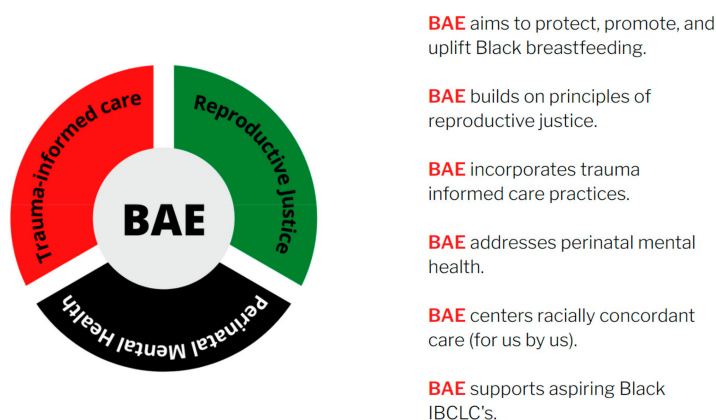 Trauma-informed care
Reproductive Justice
BAE
Perinatal Mental Health
BAE aims to protect, promote, and
uplift Black breastfeeding.
BAE builds on principles of
reproductive justice.
BAE incorporates trauma
informed care practices.
BAE addresses perinatal mental
health.
BAE centers racially concordant
care (for us by us).
BAE supports aspiring Black
IBCLC's.